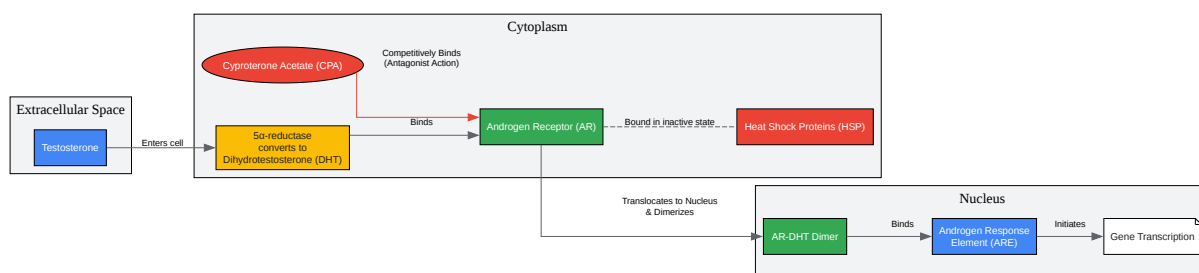 Cytoplasm
Cyproterone Acetate (CPA)
Competitively Binds
(Antagonist Action)
Extracellular Space
Testosterone
Enters cell
5α-reductase
converts to
Dihydrotestosterone (DHT)
Binds
Androgen Receptor (AR)
Bound in inactive state
Heat Shock Proteins (HSP)
Translocates to Nucleus
& Dimerizes
Nucleus
AR-DHT Dimer
Binds
Androgen Response
Element (ARE)
Initiates
Gene Transcription